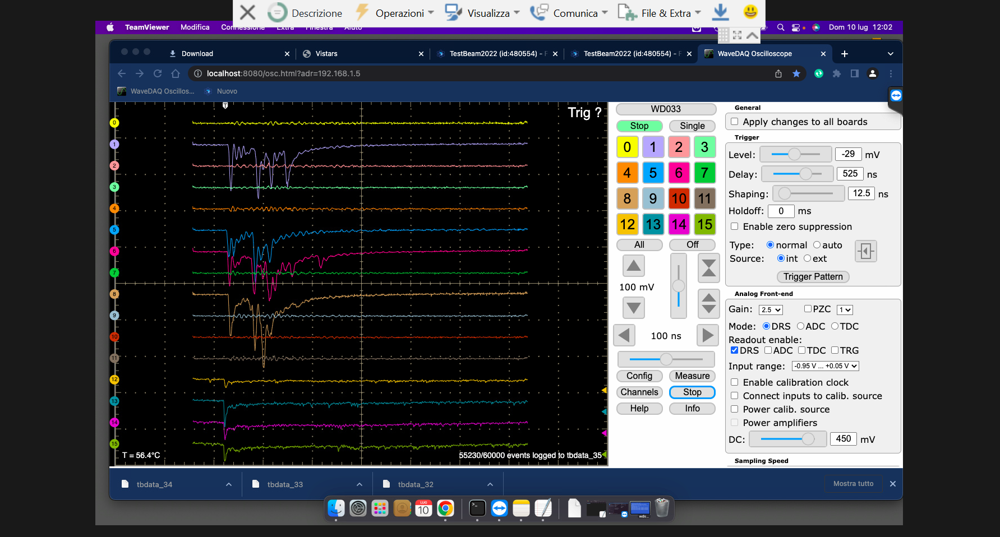 Descrizione Operazioni Visualizza Comunica File & Extra
TeamViewer Modifica Connessione Extra Finestra Aiuto Dom 10 lug 12:02
Download Vistars TestBeam2022 (id:480554) - F TestBeam2022 (id:480554) - F WaveDAQ Oscilloscope
localhost:8080/osc.html?adr=192.168.1.5
WaveDAQ Oscillos... Nuovo
T
Trig ?
0
1
2
3
4
5
6
7
8
9
10
11
12
13
14
15
T = 56.4°C
55230/60000 events logged to tbdata_35
WD033
Stop Single
0 1 2 3
4 5 6 7
8 9 10 11
12 13 14 15
All Off
100 mV
100 ns
Config Measure
Channels Stop
Help Info
General
Apply changes to all boards
Trigger
Level: -29 mV
Delay: 525 ns
Shaping: 12.5 ns
Holdoff: 0 ms
Enable zero suppression
Type: normal auto
Source: int ext
Trigger Pattern
Analog Front-end
Gain: 2.5 PZC 1
Mode: DRS ADC TDC
Readout enable:
DRS ADC TDC TRG
Input range: -0.95 V ... +0.05 V
Enable calibration clock
Connect inputs to calib. source
Power calib. source
Power amplifiers
DC: 450 mV
Sampling Speed
tbdata_34 tbdata_33 tbdata_32 Mostra tutto
LUG
10
wds...